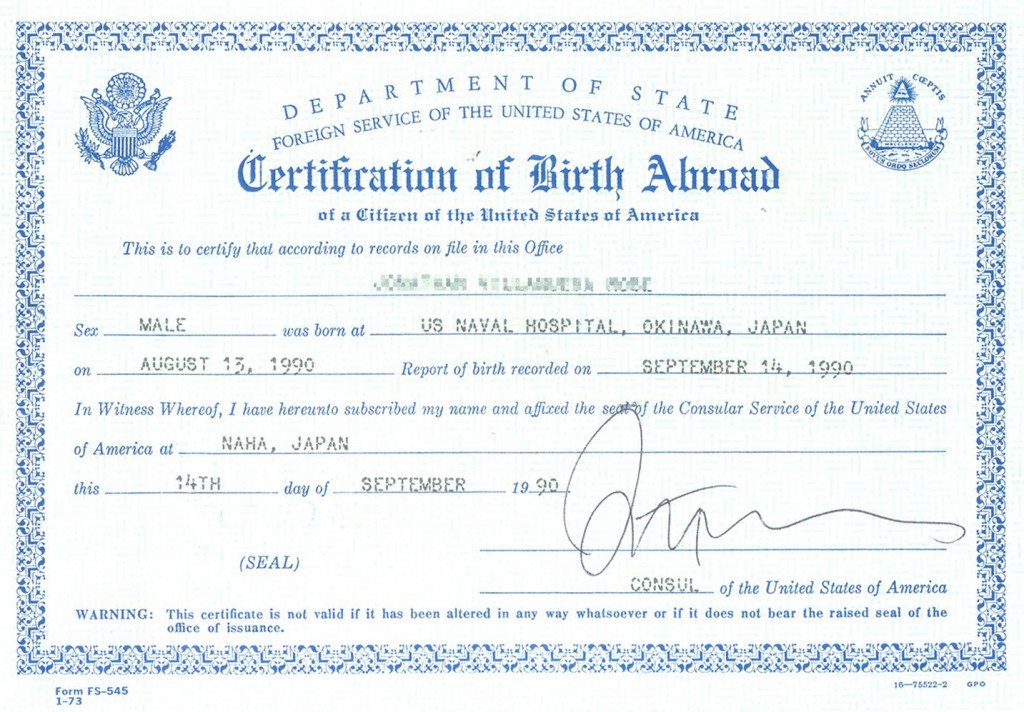 DEPARTMENT OF STATE
FOREIGN SERVICE OF THE UNITED STATES OF AMERICA
ANNUIT CŒPTIS
NOVUS ORDO SECLORUM
Certification of Birth Abroad
of a Citizen of the United States of America
This is to certify that according to records on file in this Office
Sex MALE was born at US NAVAL HOSPITAL, OKINAWA, JAPAN
on AUGUST 13, 1990 Report of birth recorded on SEPTEMBER 14, 1990
In Witness Whereof, I have hereunto subscribed my name and affixed the seal of the Consular Service of the United States
of America at NAHA, JAPAN
this 14TH day of SEPTEMBER 1990
(SEAL)
CONSUL of the United States of America
WARNING: This certificate is not valid if it has been altered in any way whatsoever or if it does not bear the raised seal of the
office of issuance.
Form FS-545
1-73
16—75522-2 GPO